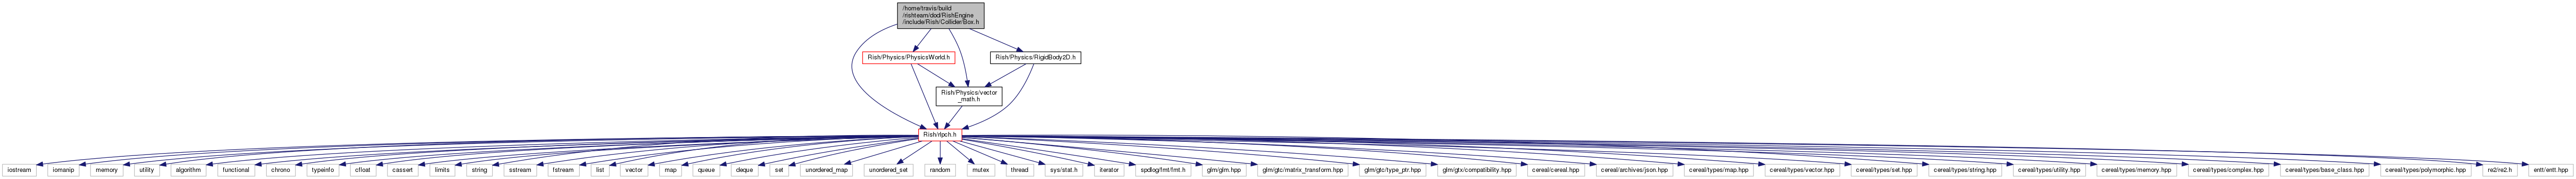 /home/travis/build
/rishteam/dod/RishEngine
/include/Rish/Collider/Box.h
Rish/Physics/PhysicsWorld.h
Rish/Physics/RigidBody2D.h
Rish/Physics/vector
_math.h
Rish/rlpch.h
iostream
iomanip
memory
utility
algorithm
functional
chrono
typeinfo
cfloat
cassert
limits
string
sstream
fstream
list
vector
map
queue
deque
set
unordered_map
unordered_set
random
mutex
thread
sys/stat.h
iterator
spdlog/fmt/fmt.h
glm/glm.hpp
glm/gtc/matrix_transform.hpp
glm/gtc/type_ptr.hpp
glm/gtx/compatibility.hpp
cereal/cereal.hpp
cereal/archives/json.hpp
cereal/types/map.hpp
cereal/types/vector.hpp
cereal/types/set.hpp
cereal/types/string.hpp
cereal/types/utility.hpp
cereal/types/memory.hpp
cereal/types/complex.hpp
cereal/types/base_class.hpp
cereal/types/polymorphic.hpp
re2/re2.h
entt/entt.hpp